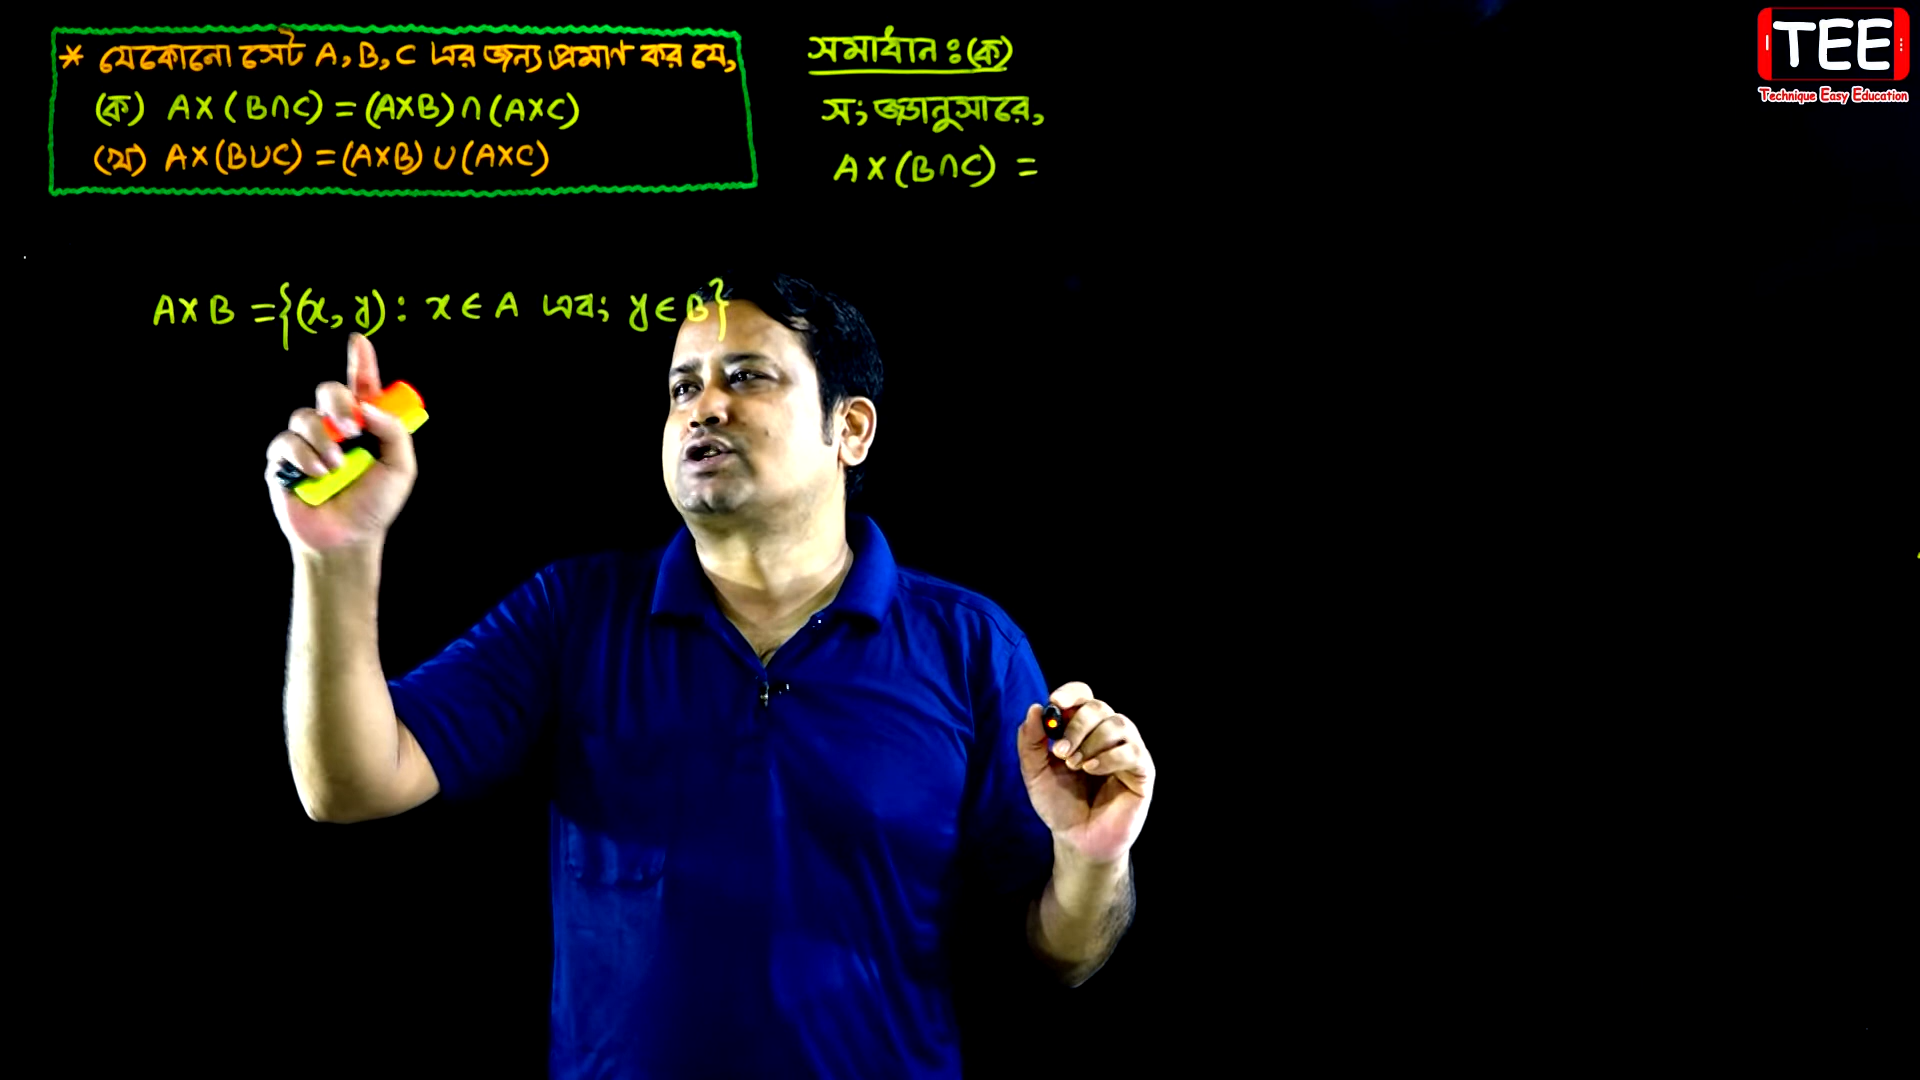 * যেকোনো সেট A, B, C এর জন্য প্রমাণ কর যে,
(ক) A×(B∩C) = (A×B)∩(A×C)
(খ) A×(B∪C) = (A×B)∪(A×C)
সমাধান : (ক)
সংজ্ঞানুসারে,
A×(B∩C) =
A×B = {(x, y) : x ∈ A এবং y ∈ B}
TEE
Technique Easy Education